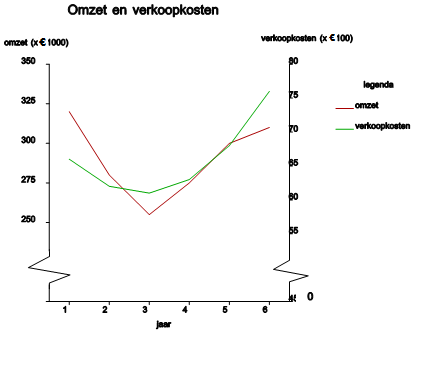 Omzet en verkoopkosten
omzet (x € 1000)
verkoopkosten (x € 100)
350
325
300
275
250
80
75
70
65
60
55
0
legenda
omzet
verkoopkosten
1 2 3 4 5 6
jaar